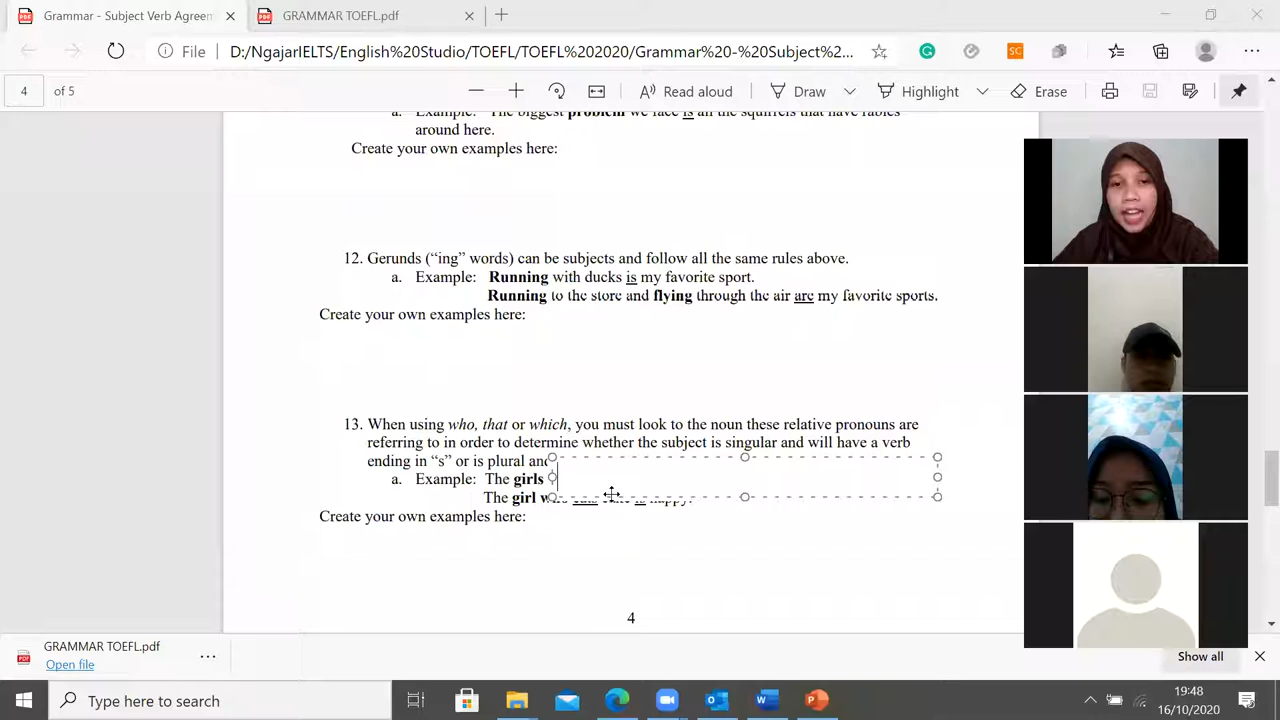 Grammar - Subject Verb Agreem
GRAMMAR TOEFL.pdf
File
D:/NgajarIELTS/English%20Studio/TOEFL/TOEFL%202020/Grammar%20-%20Subject%2...
4 of 5
Read aloud
Draw
Highlight
Erase
a. Example: The biggest problem we face is all the squirrels that have rabies
around here.
Create your own examples here:
12. Gerunds (“ing” words) can be subjects and follow all the same rules above.
a. Example: Running with ducks is my favorite sport.
Running to the store and flying through the air are my favorite sports.
Create your own examples here:
13. When using who, that or which, you must look to the noun these relative pronouns are
referring to in order to determine whether the subject is singular and will have a verb
ending in “s” or is plural and
a. Example: The girls
The girl who eats cake is happy.
Create your own examples here:
4
GRAMMAR TOEFL.pdf
Open file
Show all
Type here to search
19:48
16/10/2020